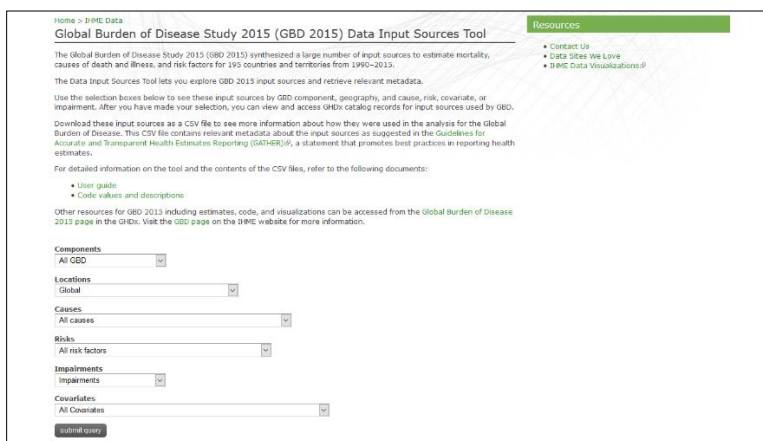 Home > IHME Data
Global Burden of Disease Study 2015 (GBD 2015) Data Input Sources Tool
The Global Burden of Disease Study 2015 (GBD 2015) synthesized a large number of input sources to estimate mortality,
causes of death and illness, and risk factors for 195 countries and territories from 1990–2015.
The Data Input Sources Tool lets you explore GBD 2015 input sources and retrieve relevant metadata.
Use the selection boxes below to see these input sources by GBD component, geography, and cause, risk, covariate, or
impairment. After you have made your selection, you can view and access GHDx catalog records for input sources used by GBD.
Download these input sources as a CSV file to see more information about how they were used in the analysis for the Global
Burden of Disease. This CSV file contains relevant metadata about the input sources as suggested in the Guidelines for
Accurate and Transparent Health Estimates Reporting (GATHER), a statement that promotes best practices in reporting health
estimates.
For detailed information on the tool and the contents of the CSV files, refer to the following documents:
• User guide
• Code values and descriptions
Other resources for GBD 2015 including estimates, code, and visualizations can be accessed from the Global Burden of Disease
2015 page in the GHDx. Visit the GBD page on the IHME website for more information.
Components
All GBD
Locations
Global
Causes
All causes
Risks
All risk factors
Impairments
Impairments
Covariates
All Covariates
submit query
Resources
• Contact Us
• Data Sites We Love
• IHME Data Visualizations